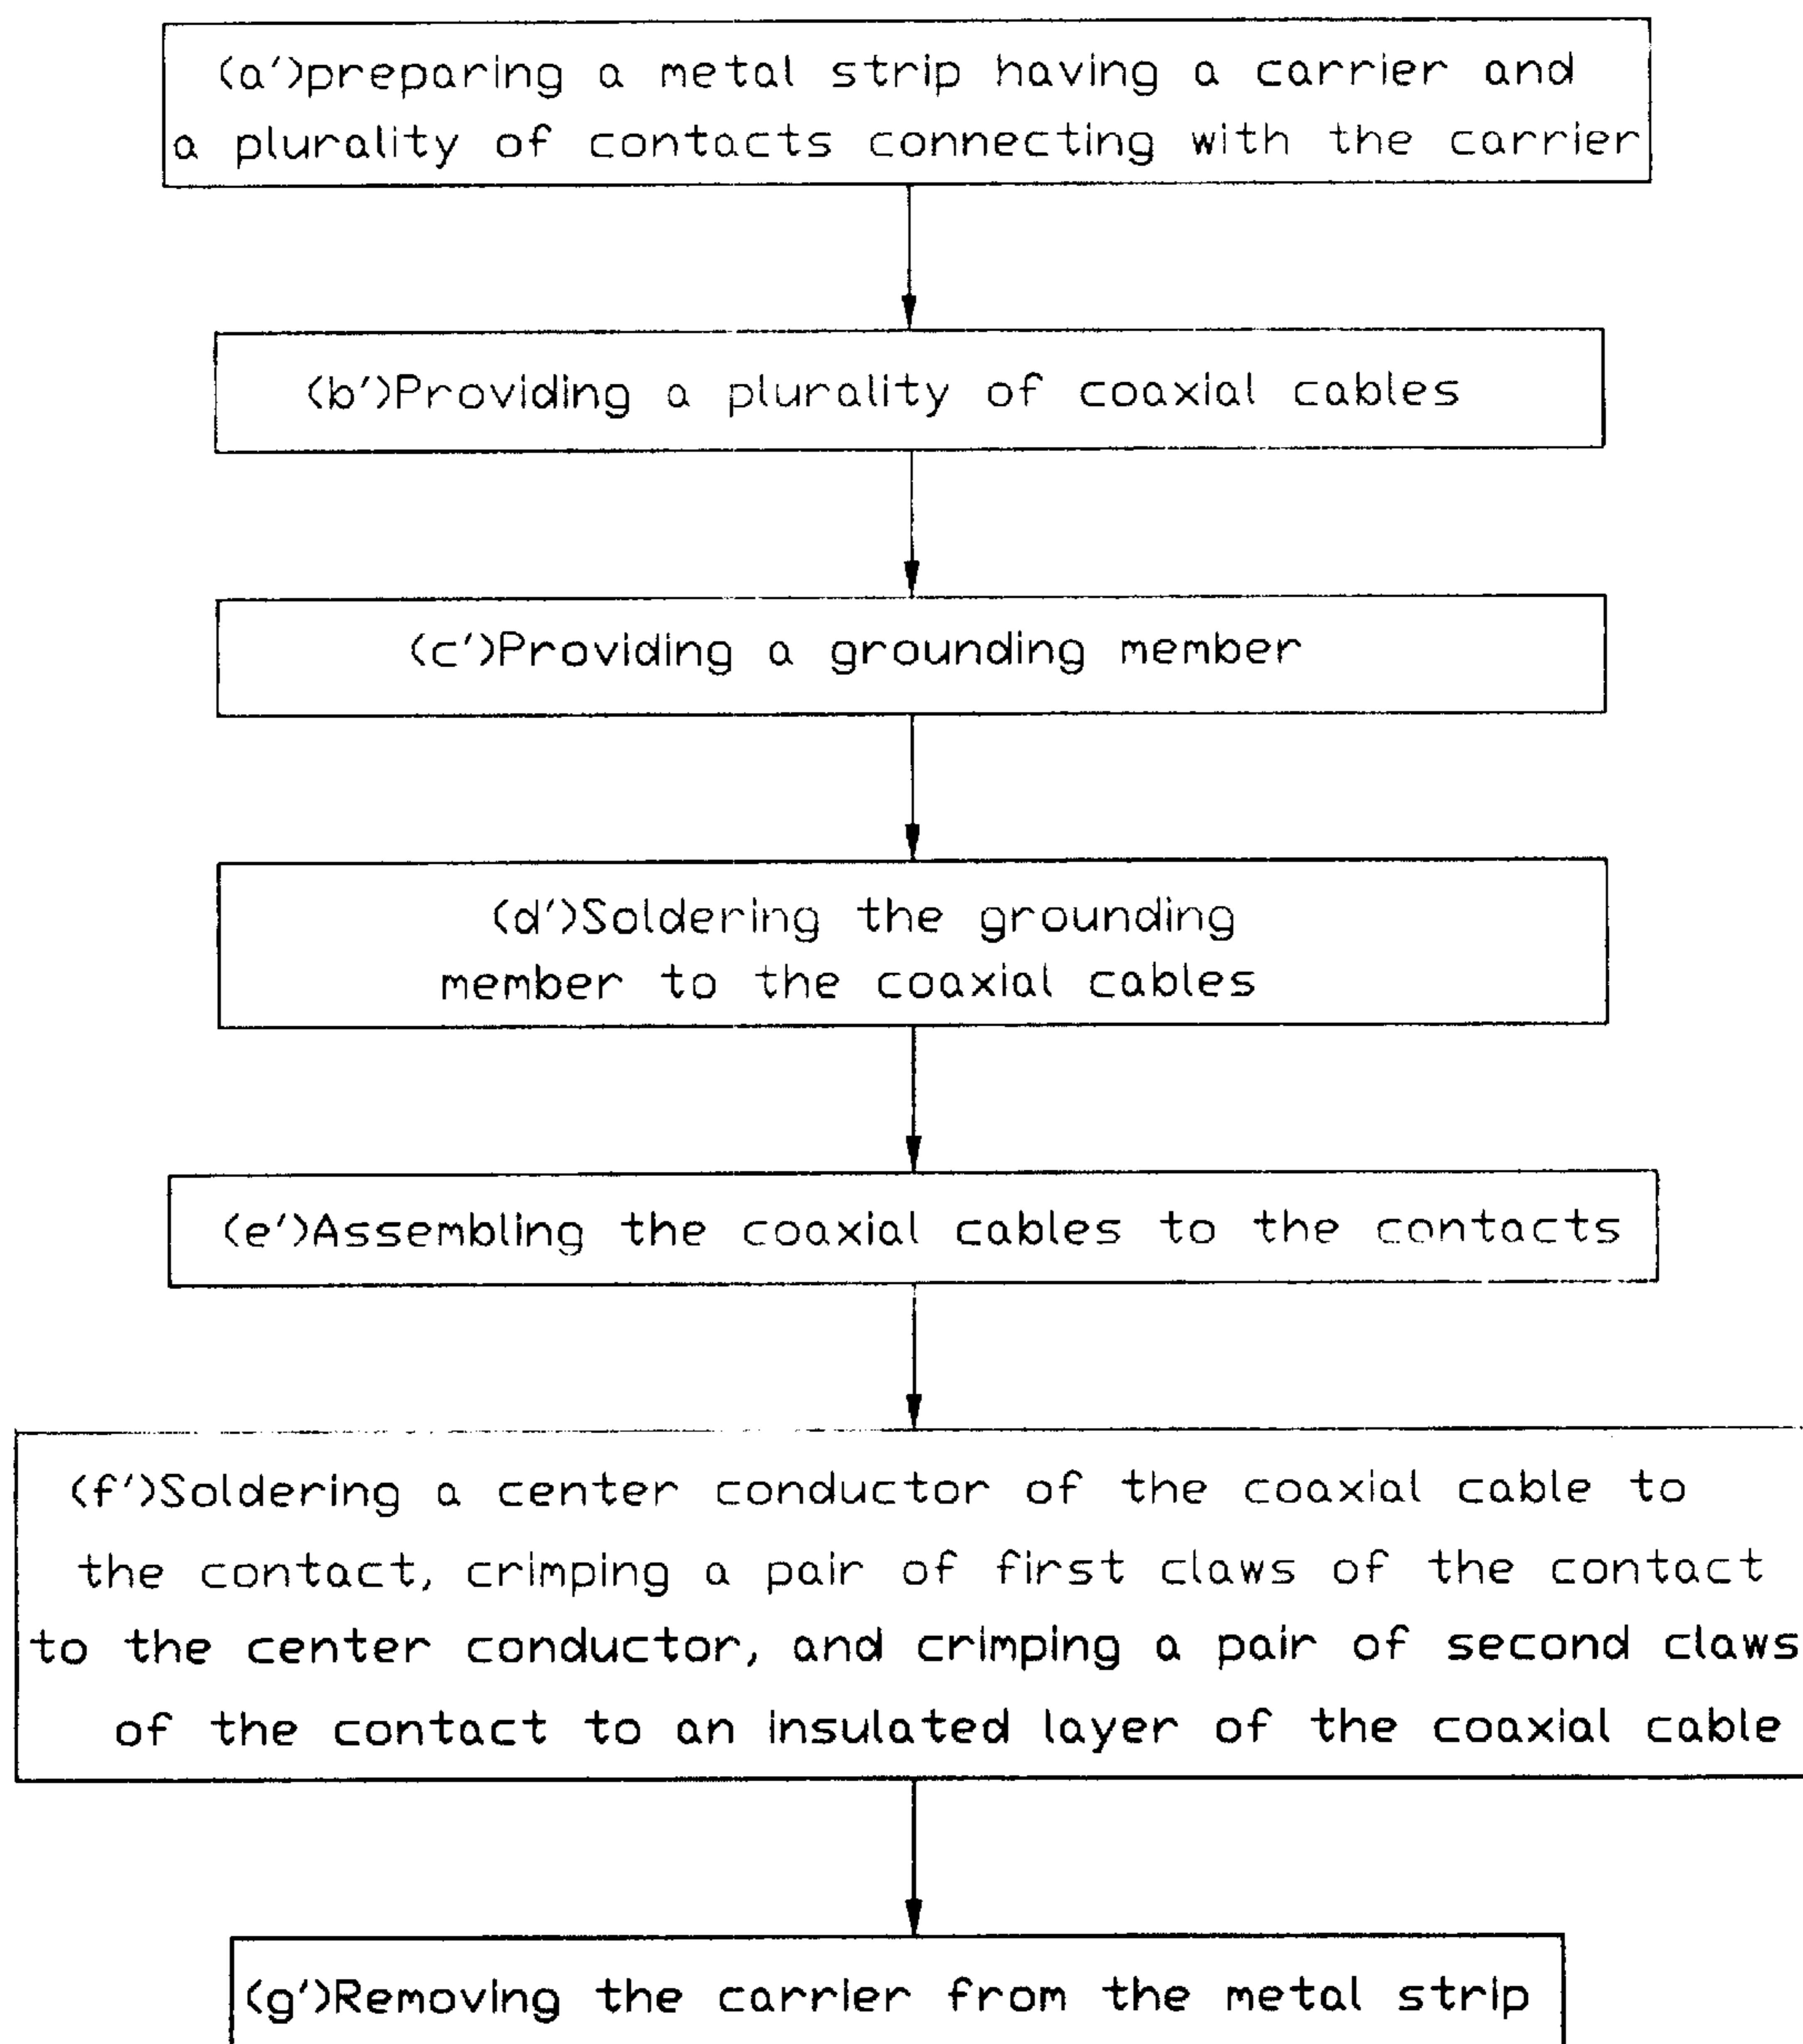 (a')preparing a metal strip having a carrier and
a plurality of contacts connecting with the carrier
(b')Providing a plurality of coaxial cables
(c')Providing a grounding member
(d')Soldering the grounding
member to the coaxial cables
(e')Assembling the coaxial cables to the contacts
(f')Soldering a center conductor of the coaxial cable to
the contact, crimping a pair of first claws of the contact
to the center conductor, and crimping a pair of second claws
of the contact to an insulated layer of the coaxial cable
(g')Removing the carrier from the metal strip